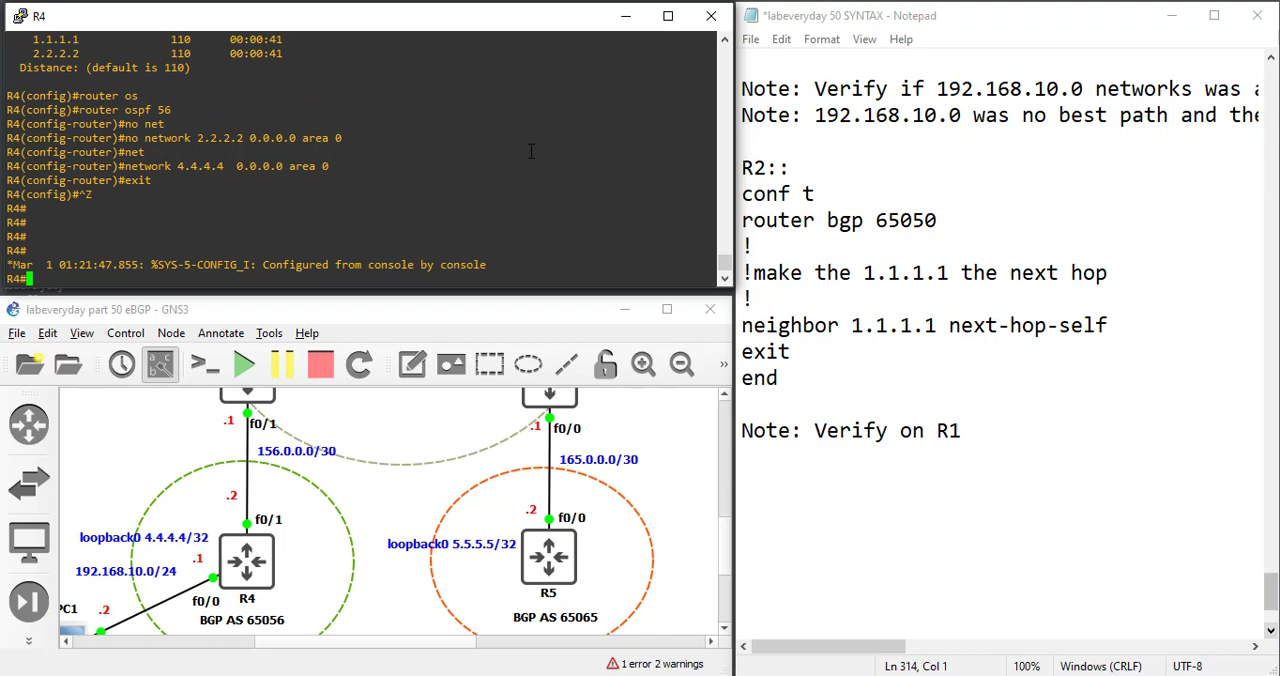 R4
1.1.1.1 110 00:00:41
2.2.2.2 110 00:00:41
Distance: (default is 110)
R4(config)#router os
R4(config)#router ospf 56
R4(config-router)#no net
R4(config-router)#no network 2.2.2.2 0.0.0.0 area 0
R4(config-router)#net
R4(config-router)#network 4.4.4.4  0.0.0.0 area 0
R4(config-router)#exit
R4(config)#^Z
R4#
R4#
R4#
R4#
*Mar  1 01:21:47.855: %SYS-5-CONFIG_I: Configured from console by console
R4#
labeveryday part 50 eBGP - GNS3
File Edit View Control Node Annotate Tools Help
.1
f0/1
156.0.0.0/30
.2
f0/1
loopback0 4.4.4.4/32
.1
192.168.10.0/24
f0/0
R4
PC1
.2
BGP AS 65056
.1
f0/0
165.0.0.0/30
.2
f0/0
loopback0 5.5.5.5/32
R5
BGP AS 65065
1 error 2 warnings
*labeveryday 50 SYNTAX - Notepad
File Edit Format View Help
Note: Verify if 192.168.10.0 networks was
Note: 192.168.10.0 was no best path and the
R2::
conf t
router bgp 65050
!
!make the 1.1.1.1 the next hop
!
neighbor 1.1.1.1 next-hop-self
exit
end
Note: Verify on R1
Ln 314, Col 1 100% Windows (CRLF) UTF-8